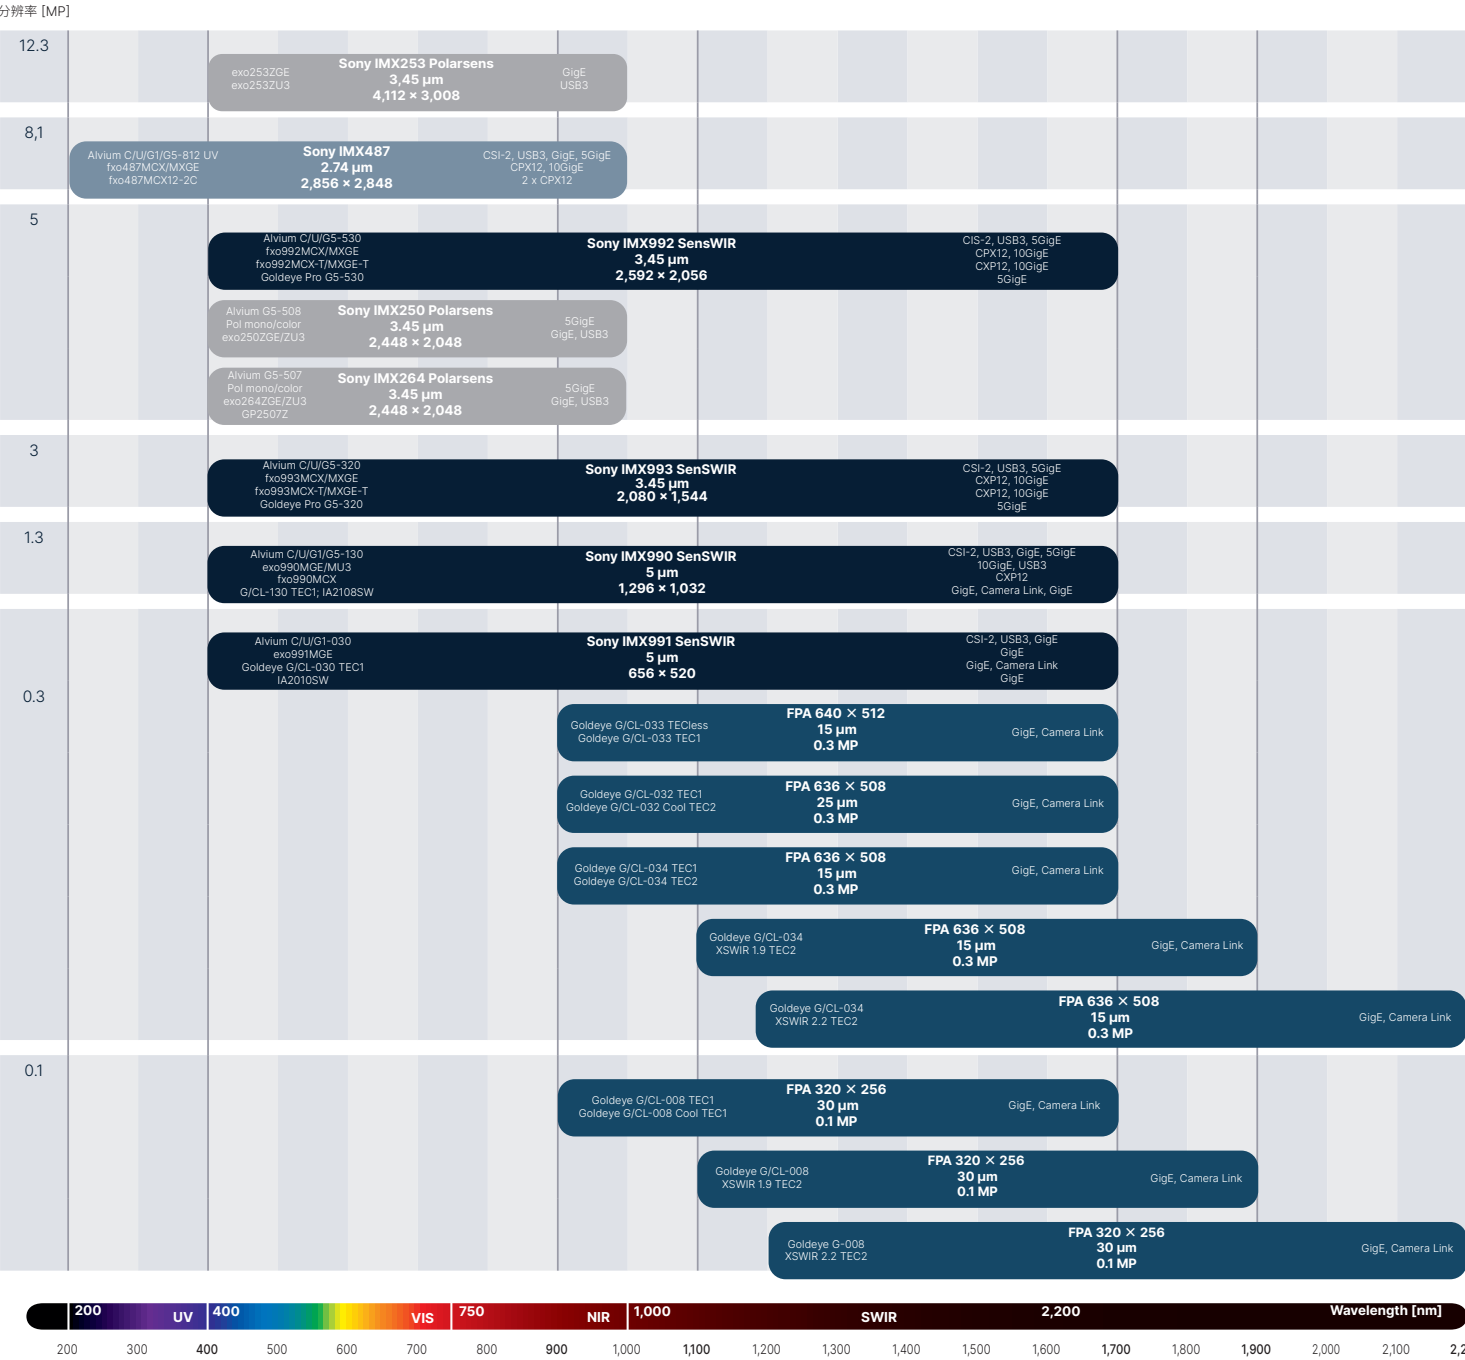 分辨率 [MP]
12.3
exo253ZGE
exo253ZU3
Sony IMX253 Polarsens
3,45 µm
4,112 × 3,008
GigE
USB3
8,1
Alvium C/U/G1/G5-812 UV
fxo487MCX/MXGE
fxo487MCX12-2C
Sony IMX487
2.74 µm
2,856 × 2,848
CSI-2, USB3, GigE, 5GigE
CPX12, 10GigE
2 x CPX12
5
Alvium C/U/G5-530
fxo992MCX/MXGE
fxo992MCX-T/MXGE-T
Goldeye Pro G5-530
Sony IMX992 SensWIR
3,45 µm
2,592 × 2,056
CIS-2, USB3, 5GigE
CPX12, 10GigE
CXP12, 10GigE
5GigE
Alvium G5-508
Pol mono/color
exo250ZGE/ZU3
Sony IMX250 Polarsens
3.45 µm
2,448 × 2,048
5GigE
GigE, USB3
Alvium G5-507
Pol mono/color
exo264ZGE/ZU3
GP2507Z
Sony IMX264 Polarsens
3.45 µm
2,448 × 2,048
5GigE
GigE, USB3
3
Alvium C/U/G5-320
fxo993MCX/MXGE
fxo993MCX-T/MXGE-T
Goldeye Pro G5-320
Sony IMX993 SenSWIR
3.45 µm
2,080 × 1,544
CSI-2, USB3, 5GigE
CXP12, 10GigE
CXP12, 10GigE
5GigE
1.3
Alvium C/U/G1/G5-130
exo990MGE/MU3
fxo990MCX
G/CL-130 TEC1; IA2108SW
Sony IMX990 SenSWIR
5 µm
1,296 × 1,032
CSI-2, USB3, GigE, 5GigE
10GigE, USB3
CXP12
GigE, Camera Link, GigE
0.3
Alvium C/U/G1-030
exo991MGE
Goldeye G/CL-030 TEC1
IA2010SW
Sony IMX991 SenSWIR
5 µm
656 × 520
CSI-2, USB3, GigE
GigE
GigE, Camera Link
GigE
Goldeye G/CL-033 TECless
Goldeye G/CL-033 TEC1
FPA 640 × 512
15 µm
0.3 MP
GigE, Camera Link
Goldeye G/CL-032 TEC1
Goldeye G/CL-032 Cool TEC2
FPA 636 × 508
25 µm
0.3 MP
GigE, Camera Link
Goldeye G/CL-034 TEC1
Goldeye G/CL-034 TEC2
FPA 636 × 508
15 µm
0.3 MP
GigE, Camera Link
Goldeye G/CL-034
XSWIR 1.9 TEC2
FPA 636 × 508
15 µm
0.3 MP
GigE, Camera Link
Goldeye G/CL-034
XSWIR 2.2 TEC2
FPA 636 × 508
15 µm
0.3 MP
GigE, Camera Link
0.1
Goldeye G/CL-008 TEC1
Goldeye G/CL-008 Cool TEC1
FPA 320 × 256
30 µm
0.1 MP
GigE, Camera Link
Goldeye G/CL-008
XSWIR 1.9 TEC2
FPA 320 × 256
30 µm
0.1 MP
GigE, Camera Link
Goldeye G-008
XSWIR 2.2 TEC2
FPA 320 × 256
30 µm
0.1 MP
GigE, Camera Link
200 UV 400 VIS 750 NIR 1,000 SWIR 2,200 Wavelength [nm]
200 300 400 500 600 700 800 900 1,000 1,100 1,200 1,300 1,400 1,500 1,600 1,700 1,800 1,900 2,000 2,100